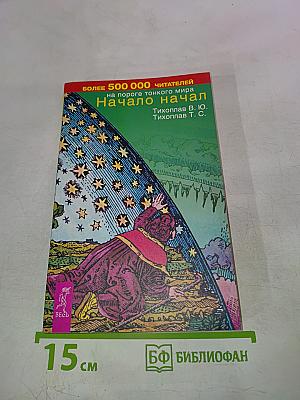 БОЛЕЕ 500 000 ЧИТАТЕЛЕЙ
на пороге тонкого мира
Начало начал
Тихоплав В. Ю.
Тихоплав Т. С.
ВЕСЬ
15 см
БФ БИБЛИОФАН